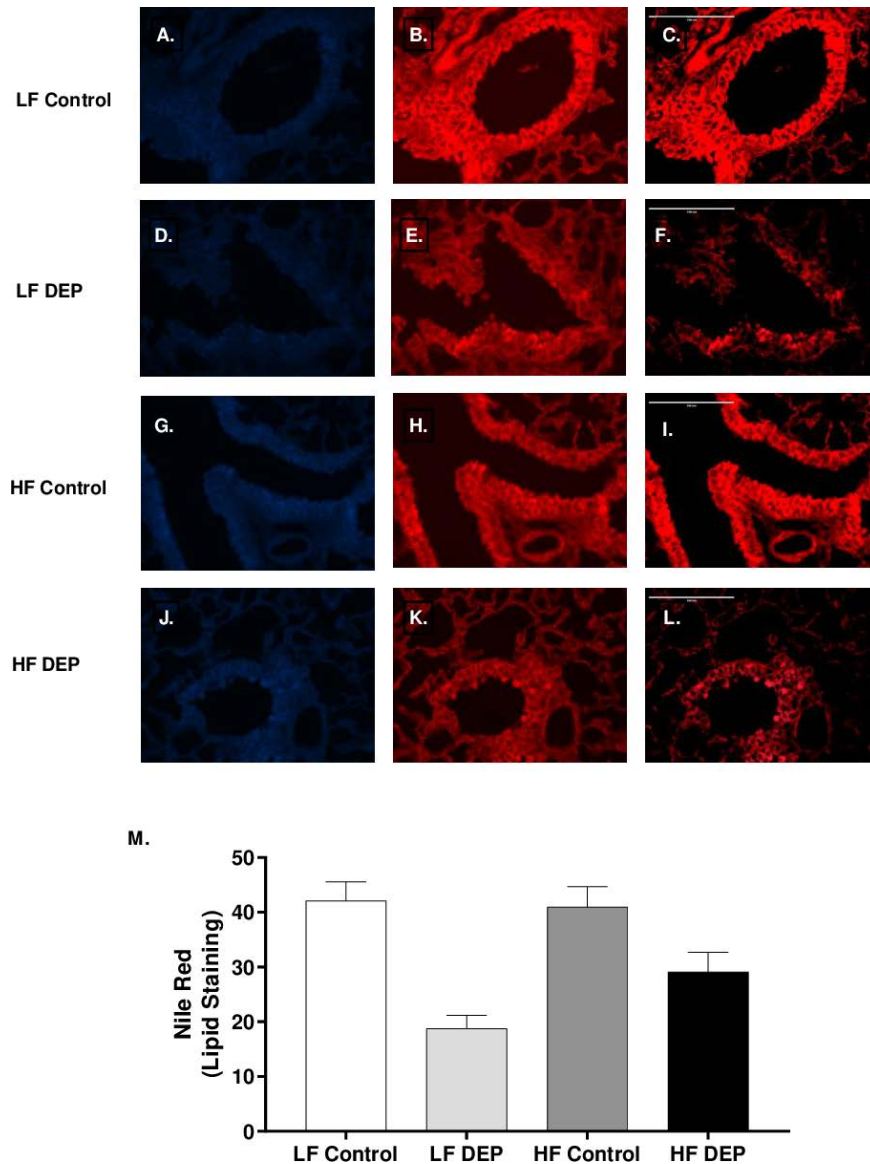 LF Control
A.
B.
C.
LF DEP
D.
E.
F.
HF Control
G.
H.
I.
HF DEP
J.
K.
L.
M.
Nile Red
(Lipid Staining)
50
40
30
20
10
0
LF Control LF DEP HF Control HF DEP